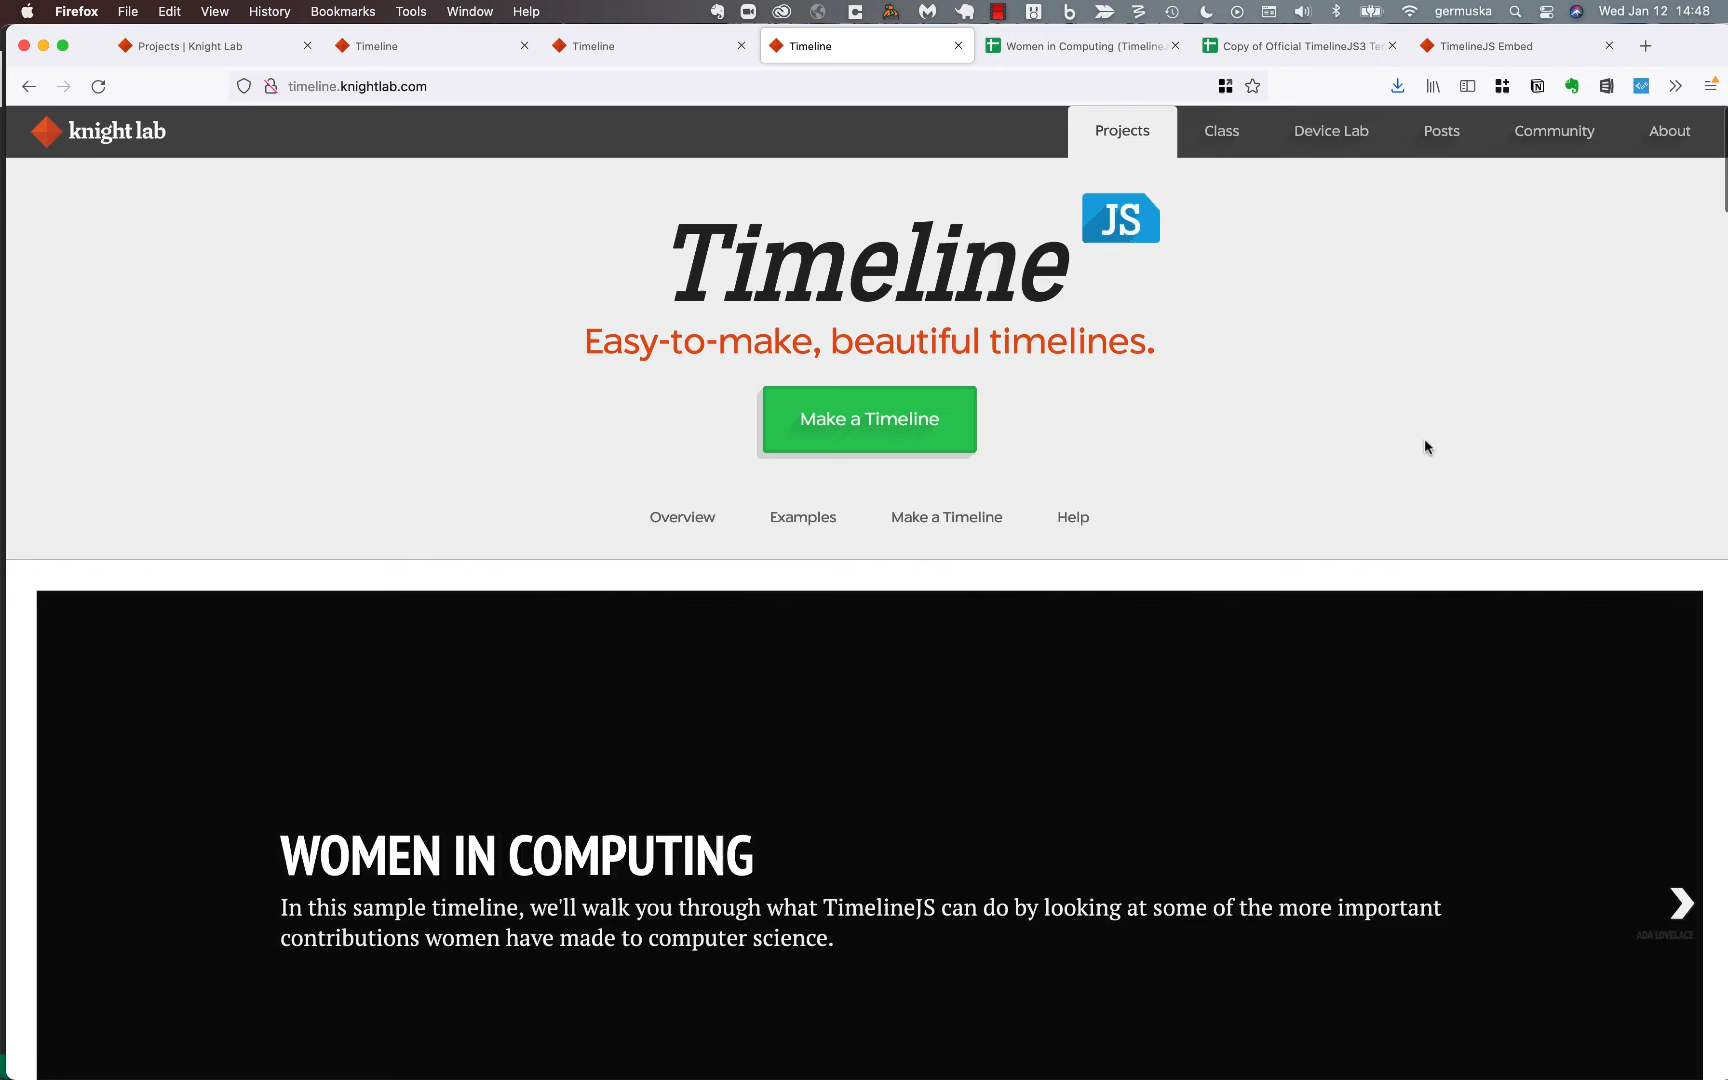 Firefox File Edit View History Bookmarks Tools Window Help germuska Wed Jan 12 14:48
Projects | Knight Lab Timeline Timeline Timeline Women in Computing (Timeline Copy of Official TimelineJS3 Te TimelineJS Embed
timeline.knightlab.com
knight lab Projects Class Device Lab Posts Community About
JS
Timeline
Easy-to-make, beautiful timelines.
Make a Timeline
Overview Examples Make a Timeline Help
WOMEN IN COMPUTING
In this sample timeline, we'll walk you through what TimelineJS can do by looking at some of the more important
contributions women have made to computer science.
ADA LOVELACE